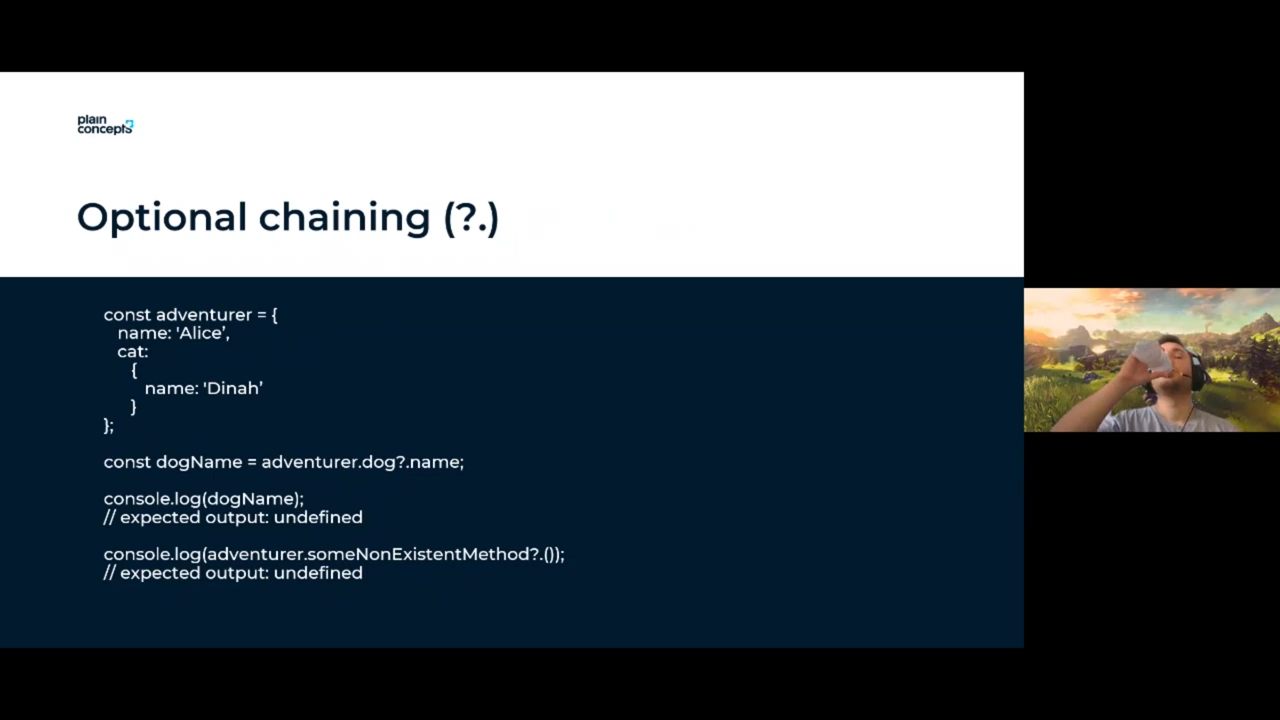 plain
concepts
Optional chaining (?.)
const adventurer = {
name: 'Alice’,
cat:
{
name: 'Dinah’
}
};
const dogName = adventurer.dog?.name;
console.log(dogName);
// expected output: undefined
console.log(adventurer.someNonExistentMethod?.());
// expected output: undefined